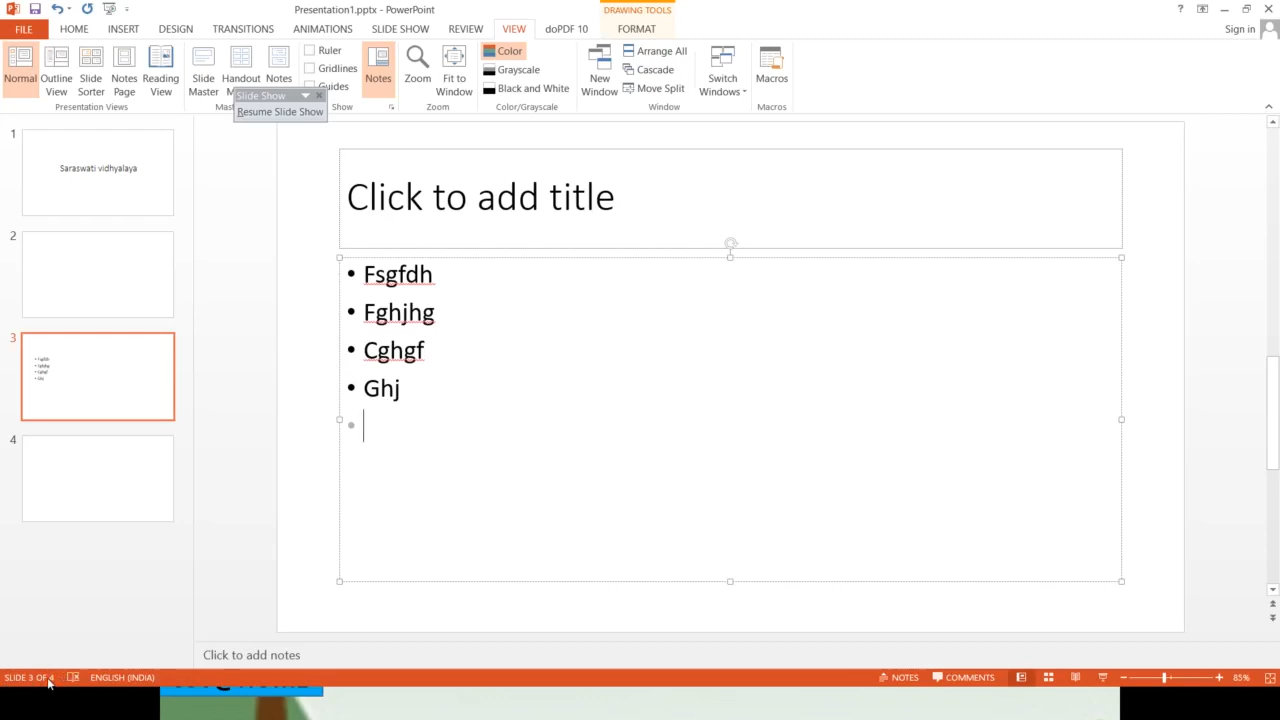 Presentation1.pptx - PowerPoint
DRAWING TOOLS
?
Sign in
FILE HOME INSERT DESIGN TRANSITIONS ANIMATIONS SLIDE SHOW REVIEW VIEW doPDF 10 FORMAT
Normal
Outline View
Slide Sorter
Notes Page
Reading View
Presentation Views
Slide Master
Handout
Notes
Ruler
Gridlines
Guides
Show
Notes
Zoom
Fit to Window
Zoom
Color
Grayscale
Black and White
Color/Grayscale
New Window
Arrange All
Cascade
Move Split
Switch Windows
Window
Macros
Macros
Slide Show
Resume Slide Show
1
Saraswati vidhyalaya
2
3
• Fsgfdh
• Fghjhg
• Cghgf
• Ghj
4
Click to add title
• Fsgfdh
• Fghjhg
• Cghgf
• Ghj
•
Click to add notes
SLIDE 3 OF 4 ENGLISH (INDIA) NOTES COMMENTS 85%